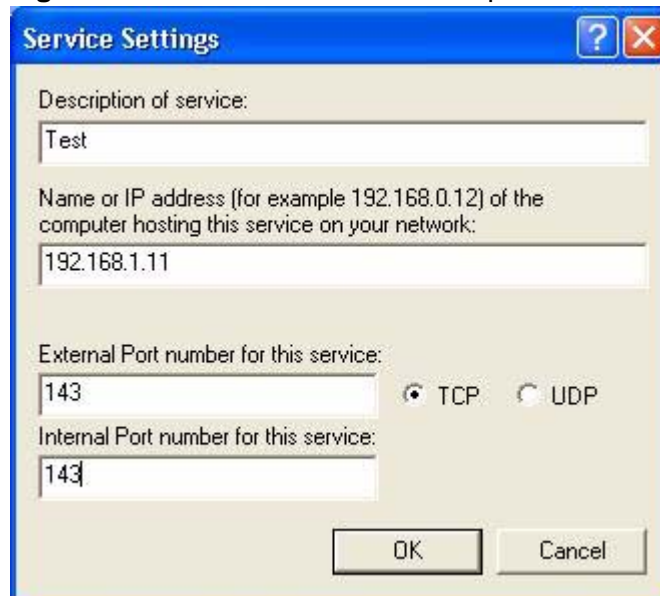 Service Settings
Description of service:
Test
Name or IP address (for example 192.168.0.12) of the
computer hosting this service on your network:
192.168.1.11
External Port number for this service:
143
TCP
UDP
Internal Port number for this service:
143
OK
Cancel